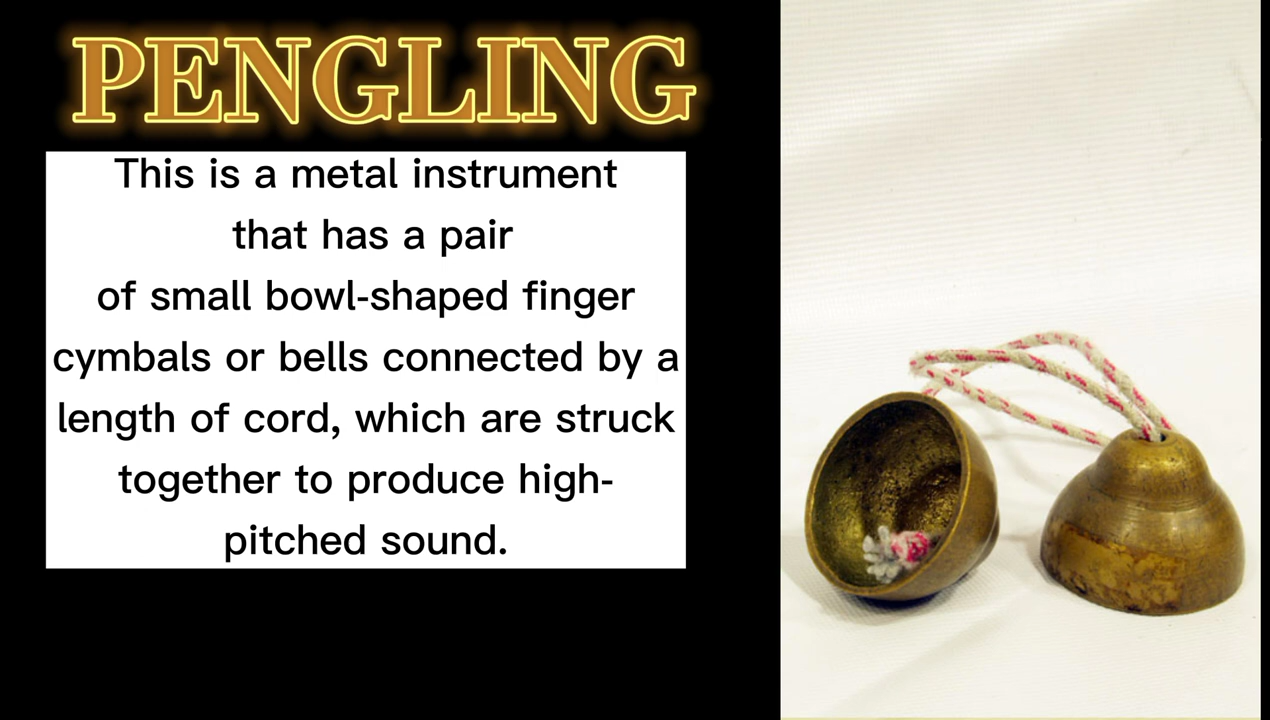 PENGLING
This is a metal instrument
that has a pair
of small bowl-shaped finger
cymbals or bells connected by a
length of cord, which are struck
together to produce high-
pitched sound.